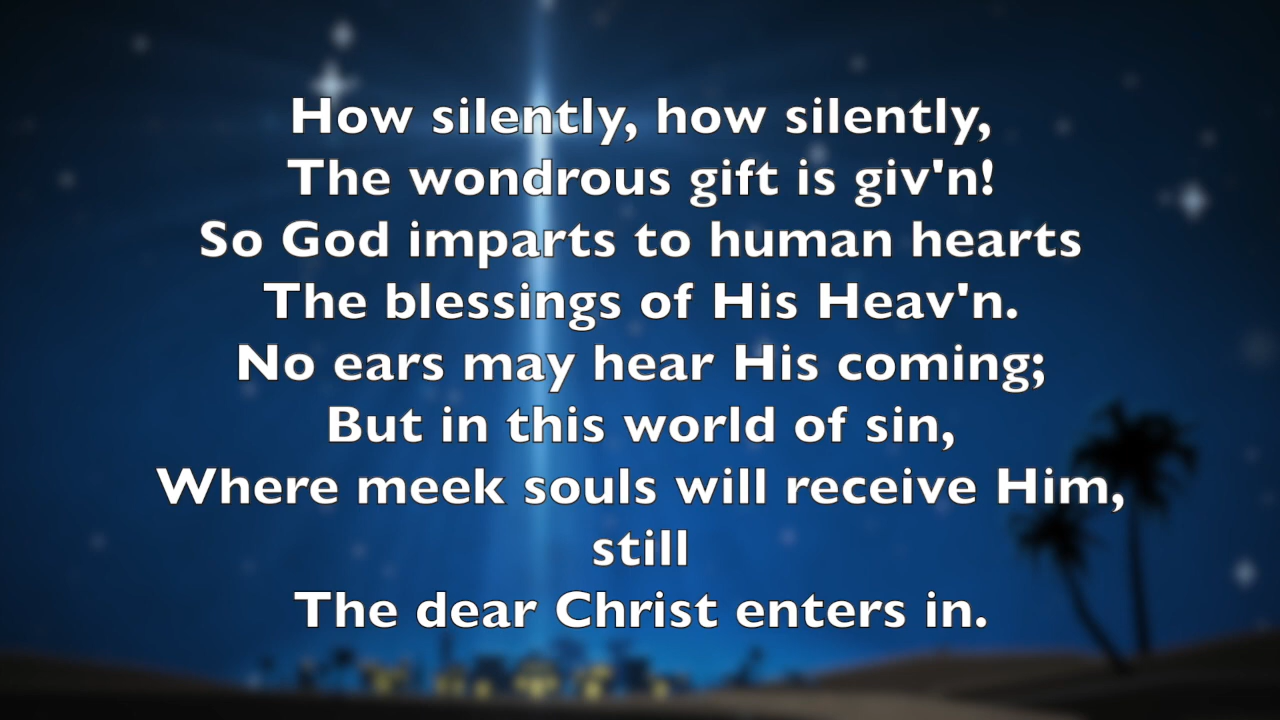 How silently, how silently,
The wondrous gift is giv'n!
So God imparts to human hearts
The blessings of His Heav'n.
No ears may hear His coming;
But in this world of sin,
Where meek souls will receive Him,
still
The dear Christ enters in.